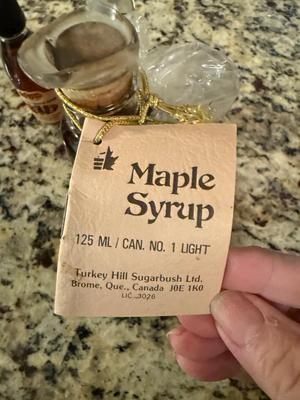 Maple
Syrup
125 ML / CAN. NO. 1 LIGHT
Turkey Hill Sugarbush Ltd.
Brome, Que., Canada J0E 1K0
LIC. 3026